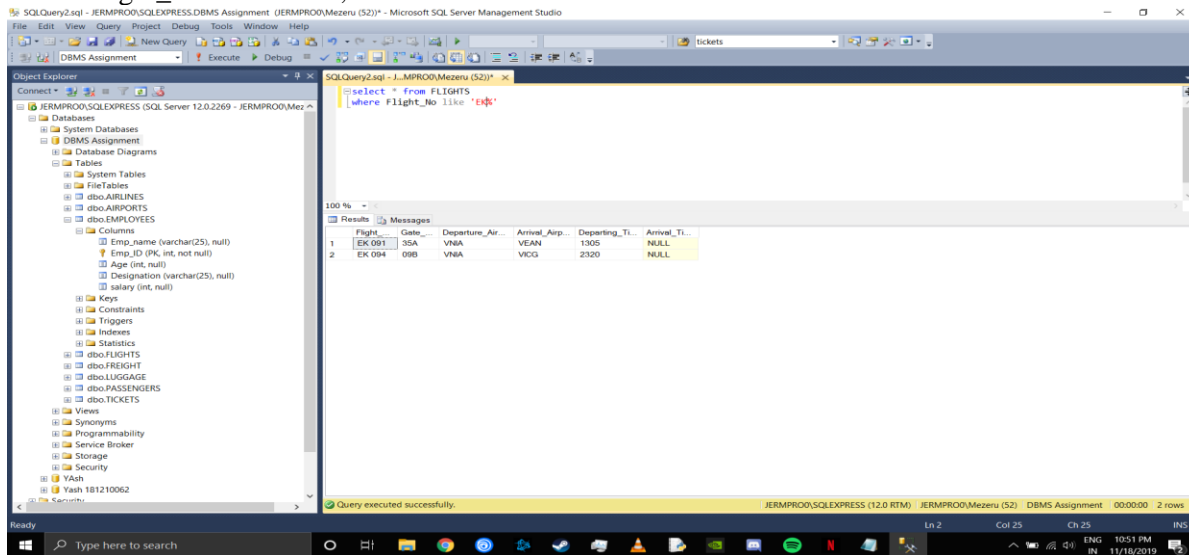 SQLQuery2.sql - JERMPRO0\SQLEXPRESS.DBMS Assignment (JERMPRO0\Mezeru (52))* - Microsoft SQL Server Management Studio
File Edit View Query Project Debug Tools Window Help
New Query tickets
DBMS Assignment Execute Debug
Object Explorer
SQLQuery2.sql - J...MPRO0\Mezeru (52))*
Connect
JERMPRO0\SQLEXPRESS (SQL Server 12.0.2269 - JERMPRO0\Mez
Databases
System Databases
DBMS Assignment
Database Diagrams
Tables
System Tables
FileTables
dbo.AIRLINES
dbo.AIRPORTS
dbo.EMPLOYEES
Columns
Emp_name (varchar(25), null)
Emp_ID (PK, int, not null)
Age (int, null)
Designation (varchar(25), null)
salary (int, null)
Keys
Constraints
Triggers
Indexes
Statistics
dbo.FLIGHTS
dbo.FREIGHT
dbo.LUGGAGE
dbo.PASSENGERS
dbo.TICKETS
Views
Synonyms
Programmability
Service Broker
Storage
Security
YAsh
Yash 181210062
Security
select * from FLIGHTS
where Flight_No like 'EK%'
100 %
Results Messages
Flight_... Gate_... Departure_Air... Arrival_Airp... Departing_Ti... Arrival_Ti...
1 EK 091 35A VNIA VEAN 1305 NULL
2 EK 094 09B VNIA VICG 2320 NULL
Query executed successfully. JERMPRO0\SQLEXPRESS (12.0 RTM) JERMPRO0\Mezeru (52) DBMS Assignment 00:00:00 2 rows
Ready Ln 2 Col 25 Ch 25 INS
Type here to search ENG 10:51 PM
IN 11/18/2019